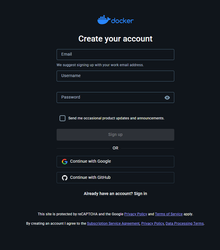 docker
Create your account
Email
We suggest signing up with your work email address.
Username
Password
Send me occasional product updates and announcements.
Sign up
OR
Continue with Google
Continue with GitHub
Already have an account? Sign in
This site is protected by reCAPTCHA and the Google Privacy Policy and Terms of Service apply.
By creating an account I agree to the Subscription Service Agreement, Privacy Policy, Data Processing Terms.